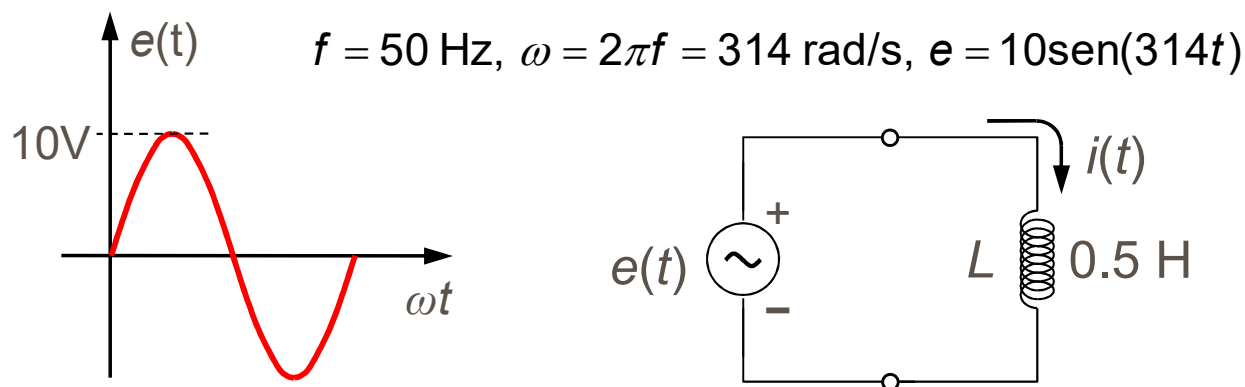 e(t)
f = 50 Hz, ω = 2πf = 314 rad/s, e = 10sen(314t)
10V
ωt
i(t)
+
e(t)
L
0.5 H
−